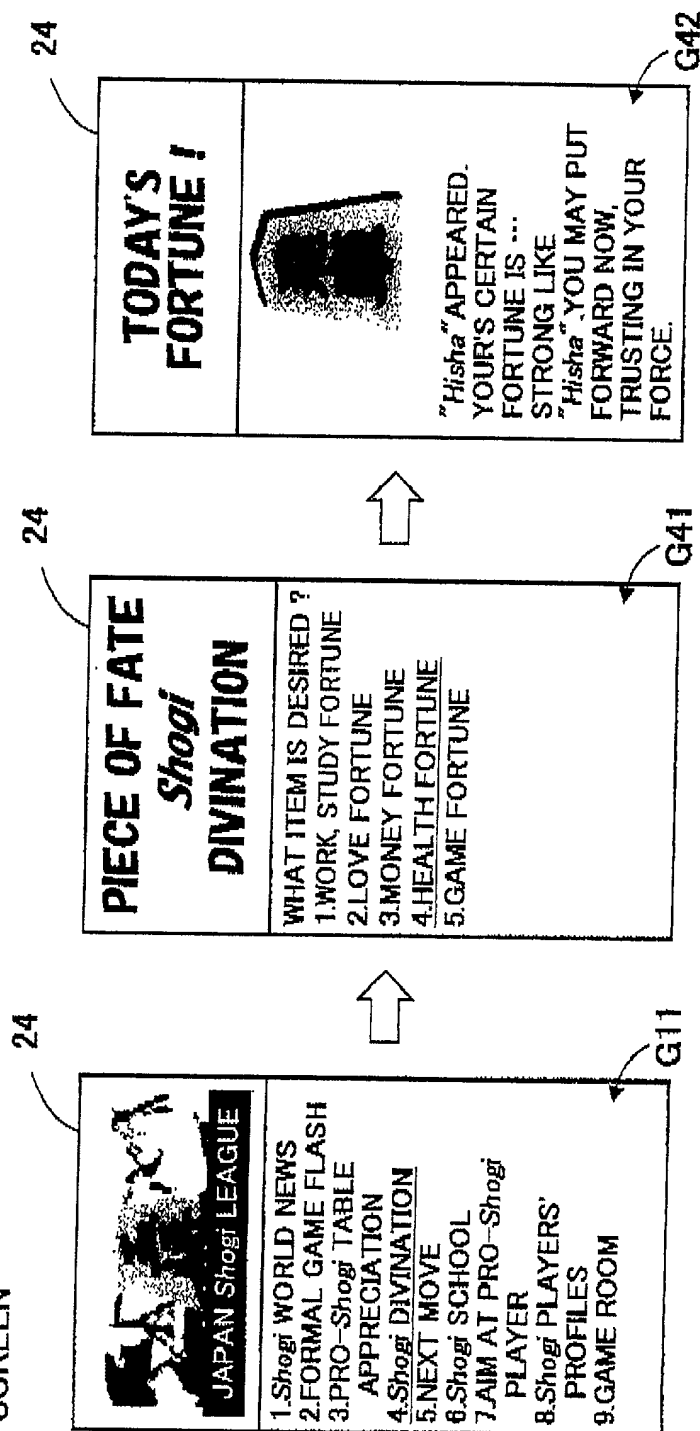 SCREEN
24
JAPAN Shogi LEAGUE
1.Shogi WORLD NEWS
2.FORMAL GAME FLASH
3.PRO-Shogi TABLE
APPRECIATION
4.Shogi DIVINATION
5.NEXT MOVE
6.Shogi SCHOOL
7.AIM AT PRO-Shogi
PLAYER
8.Shogi PLAYERS'
PROFILES
9.GAME ROOM
G11
24
PIECE OF FATE
Shogi
DIVINATION
WHAT ITEM IS DESIRED ?
1.WORK, STUDY FORTUNE
2.LOVE FORTUNE
3.MONEY FORTUNE
4.HEALTH FORTUNE
5.GAME FORTUNE
G41
24
TODAY'S
FORTUNE !
"Hisha" APPEARED.
YOUR'S CERTAIN
FORTUNE IS ---
STRONG LIKE
"Hisha" .YOU MAY PUT
FORWARD NOW,
TRUSTING IN YOUR
FORCE.
G42